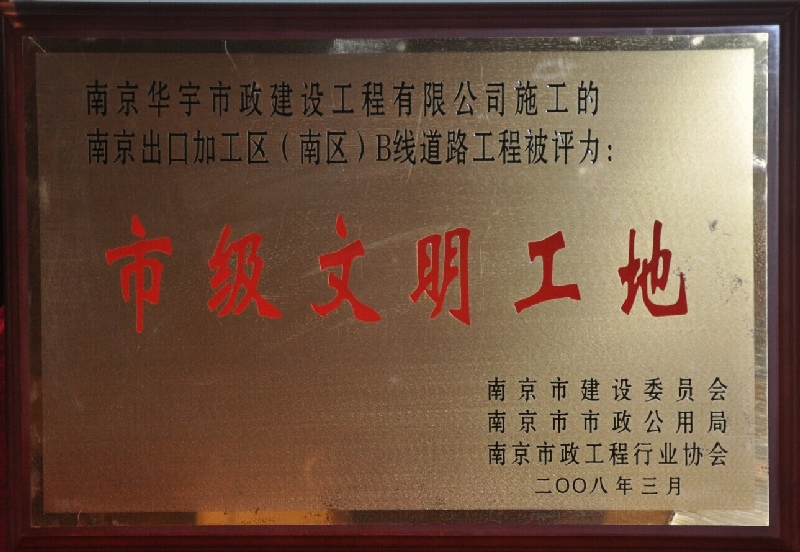 南京华宇市政建设工程有限公司施工的
南京出口加工区(南区)B线道路工程被评为:
市级文明工地
南京市建设委员会
南京市市政公用局
南京市政工程行业协会
二〇〇八年三月